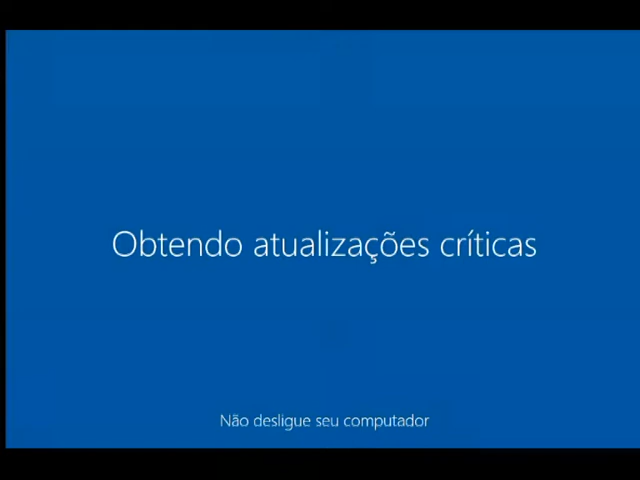 Obtendo atualizações críticas
Não desligue seu computador